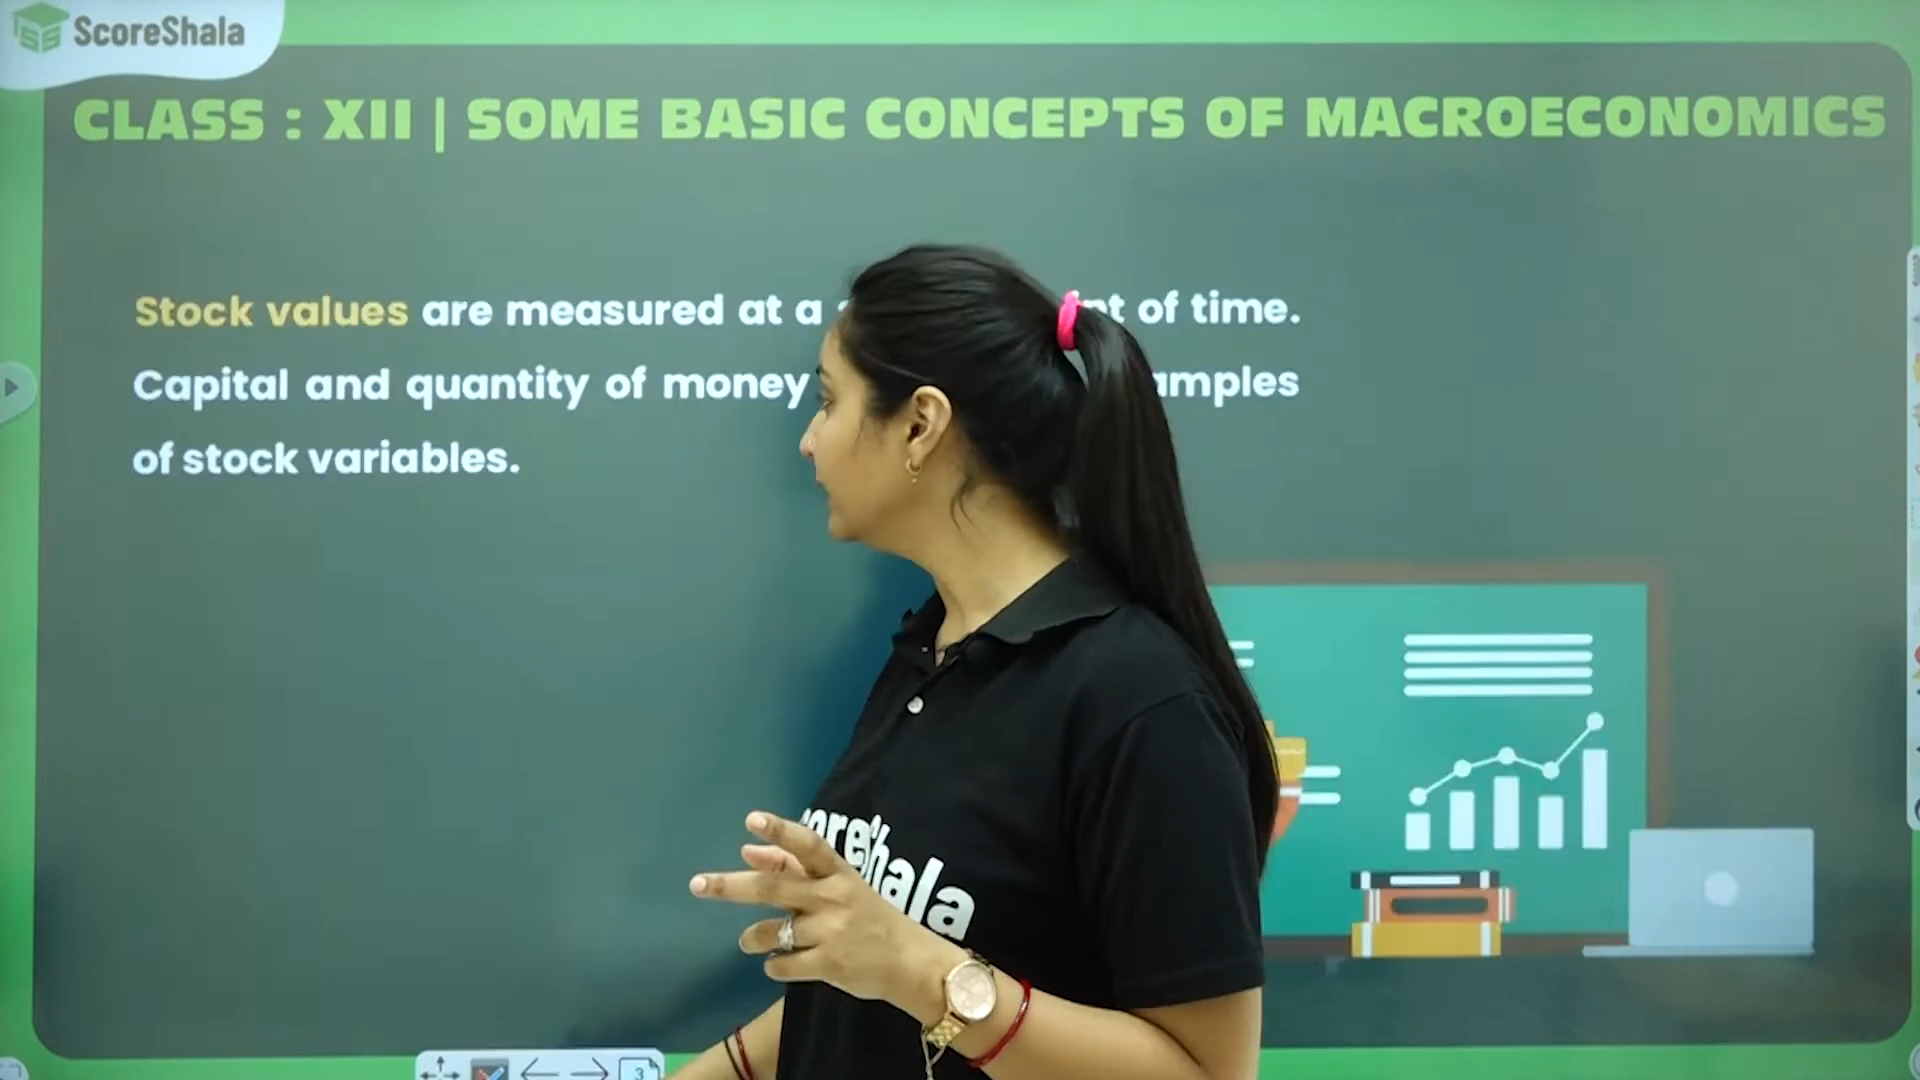 ScoreShala
CLASS : XII | SOME BASIC CONCEPTS OF MACROECONOMICS
Stock values are measured at a of time.
Capital and quantity of money
of stock variables.
3